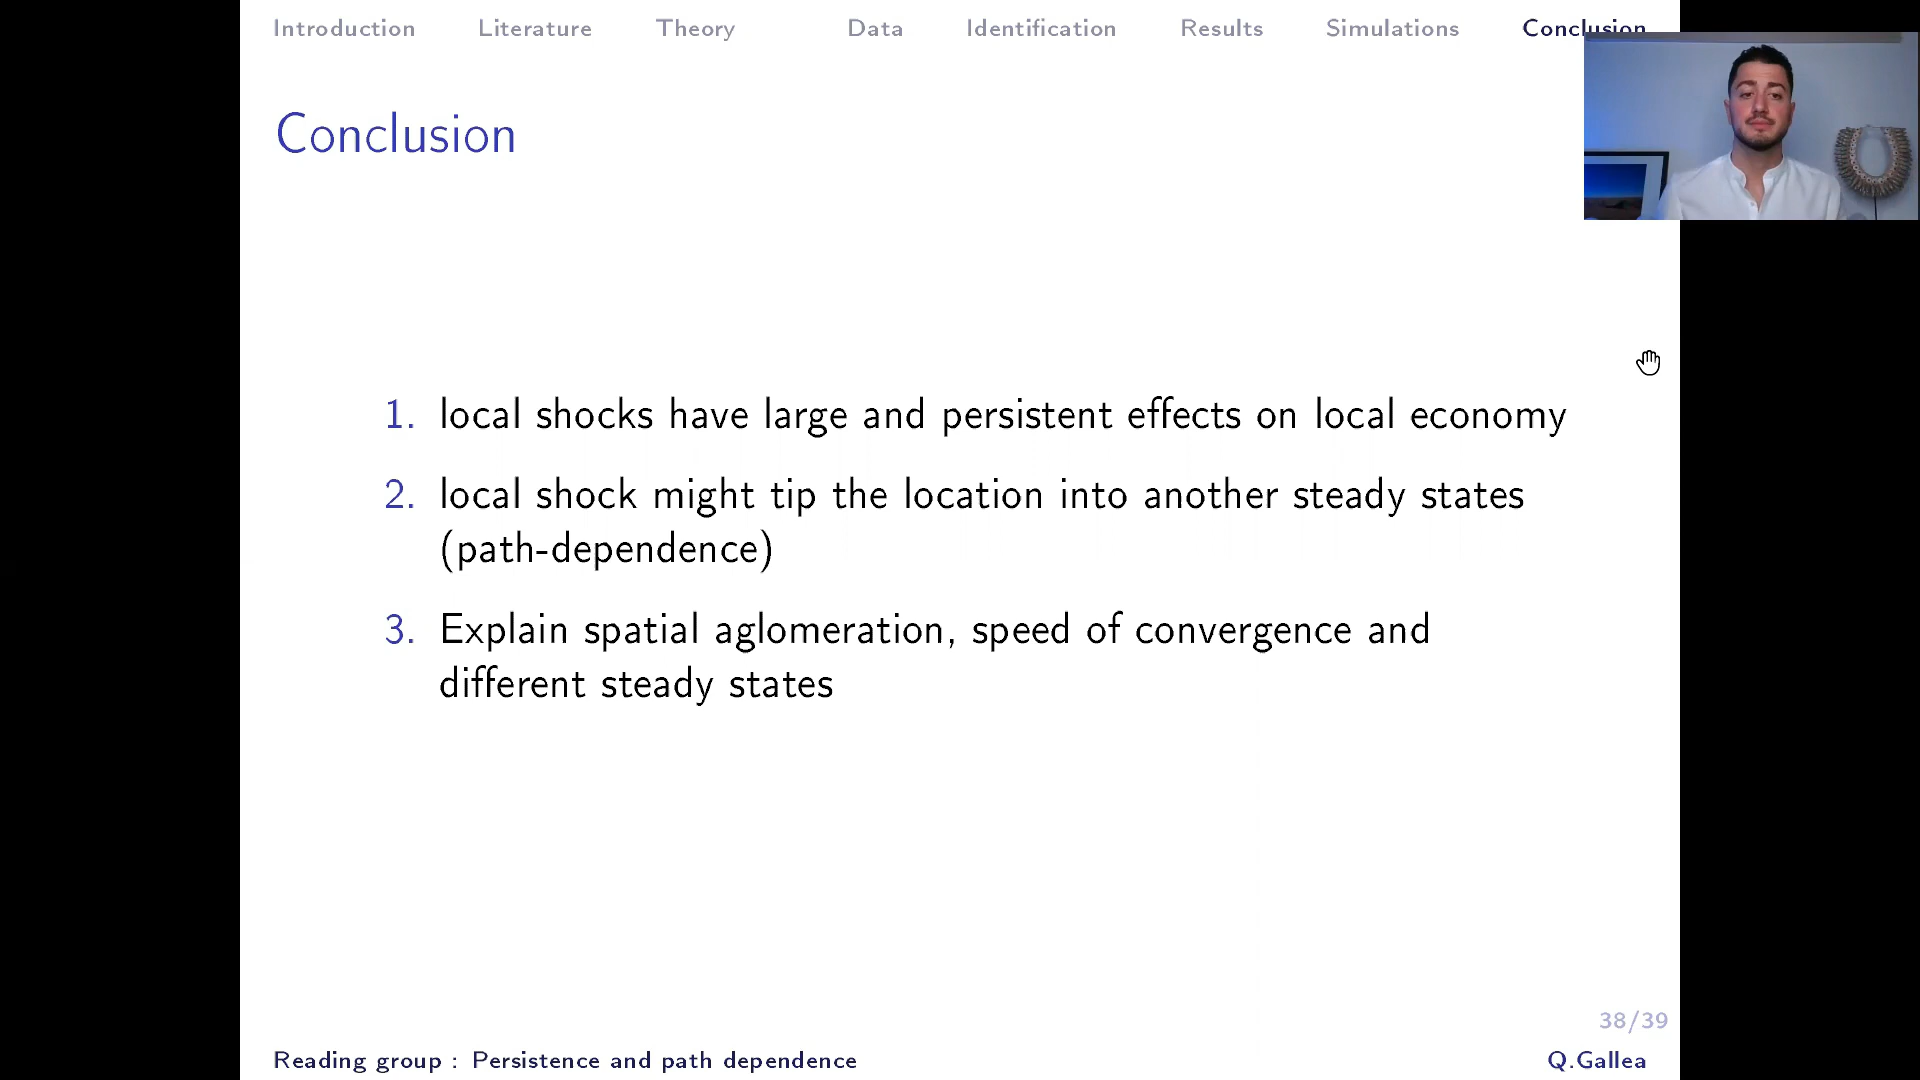 Introduction Literature Theory Data Identification Results Simulations Conclusion
Conclusion
1. local shocks have large and persistent effects on local economy
2. local shock might tip the location into another steady states
(path-dependence)
3. Explain spatial aglomeration, speed of convergence and
different steady states
38/39
Reading group : Persistence and path dependence Q.Gallea